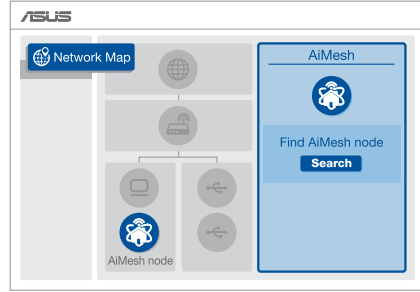 ASUS
Network Map
AiMesh
Find AiMesh node
Search
AiMesh node